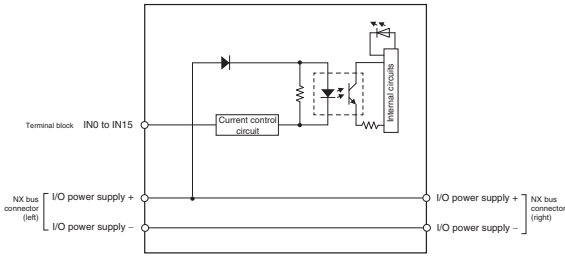 Internal circuits
Current control
circuit
Terminal block IN0 to IN15
NX bus
connector
(left)
I/O power supply +
I/O power supply −
I/O power supply +
I/O power supply −
NX bus
connector
(right)